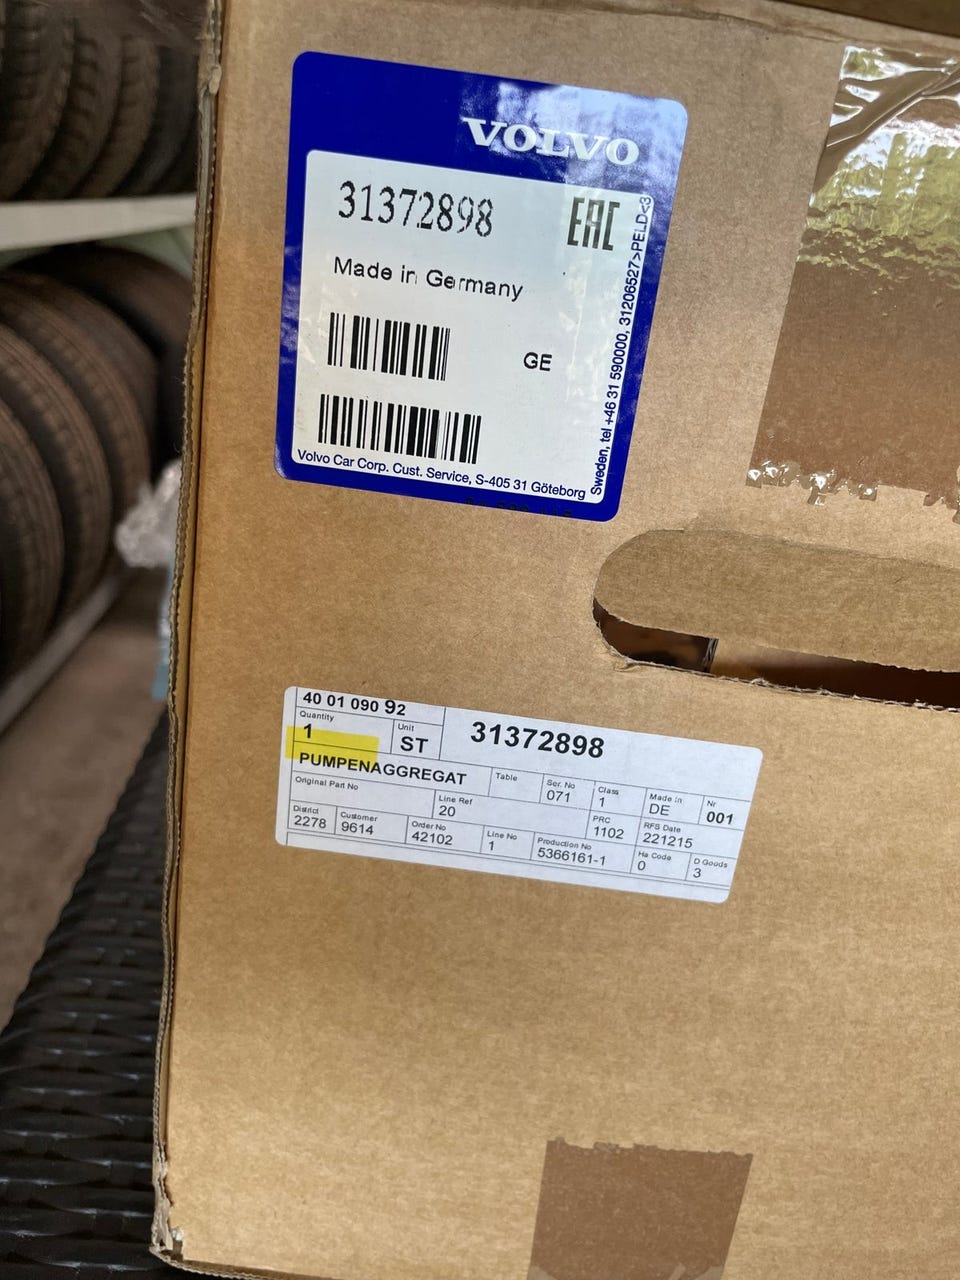 VOLVO
31372898
EAC
Made in Germany
GE
Volvo Car Corp. Cust. Service, S-405 31 Göteborg
Sweden, tel +46 31 590000, 31206527>PELD<3
40 01 090 92
Quantity
1
Unit
ST
31372898
PUMPENAGGREGAT
Table
Ser. No
071
Class
1
Made in
DE
Nr
001
Original Part No
Line Ref
20
PRC
1102
RFS Date
221215
District
2278
Customer
9614
Order No
42102
Line No
1
Production No
5366161-1
Ha Code
0
D Goods
3